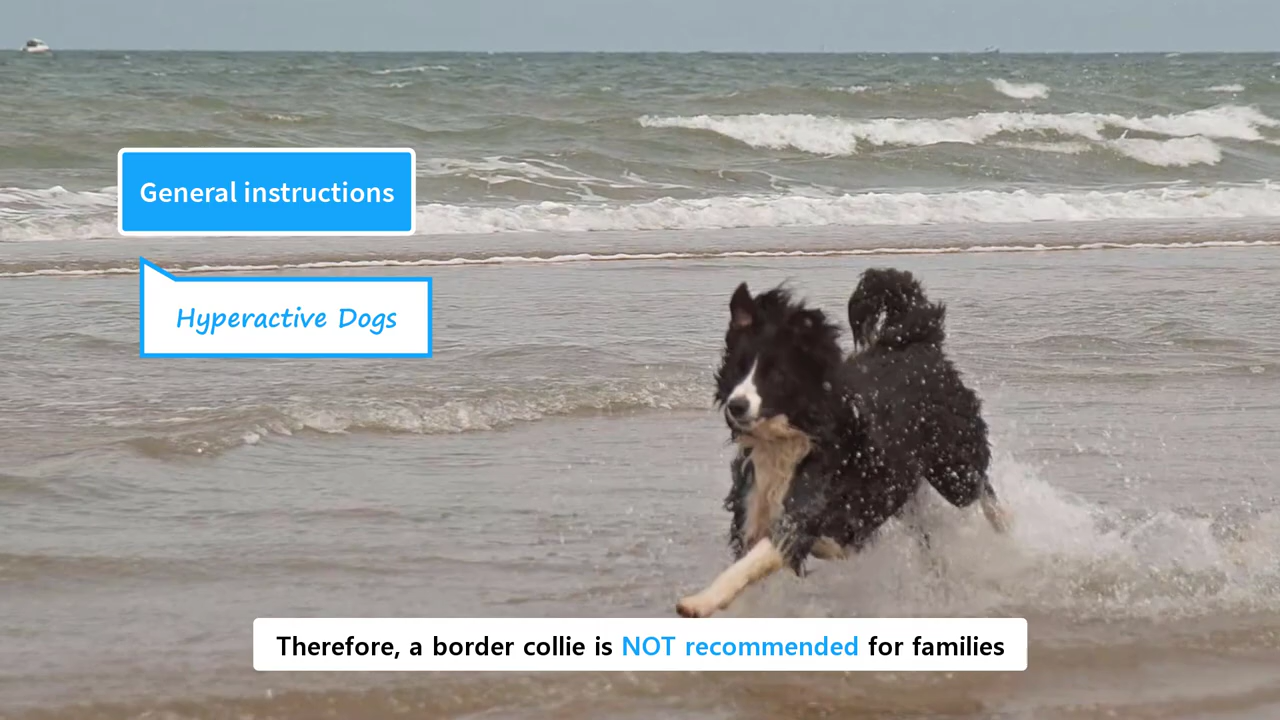 General instructions
Hyperactive Dogs
Therefore, a border collie is NOT recommended for families